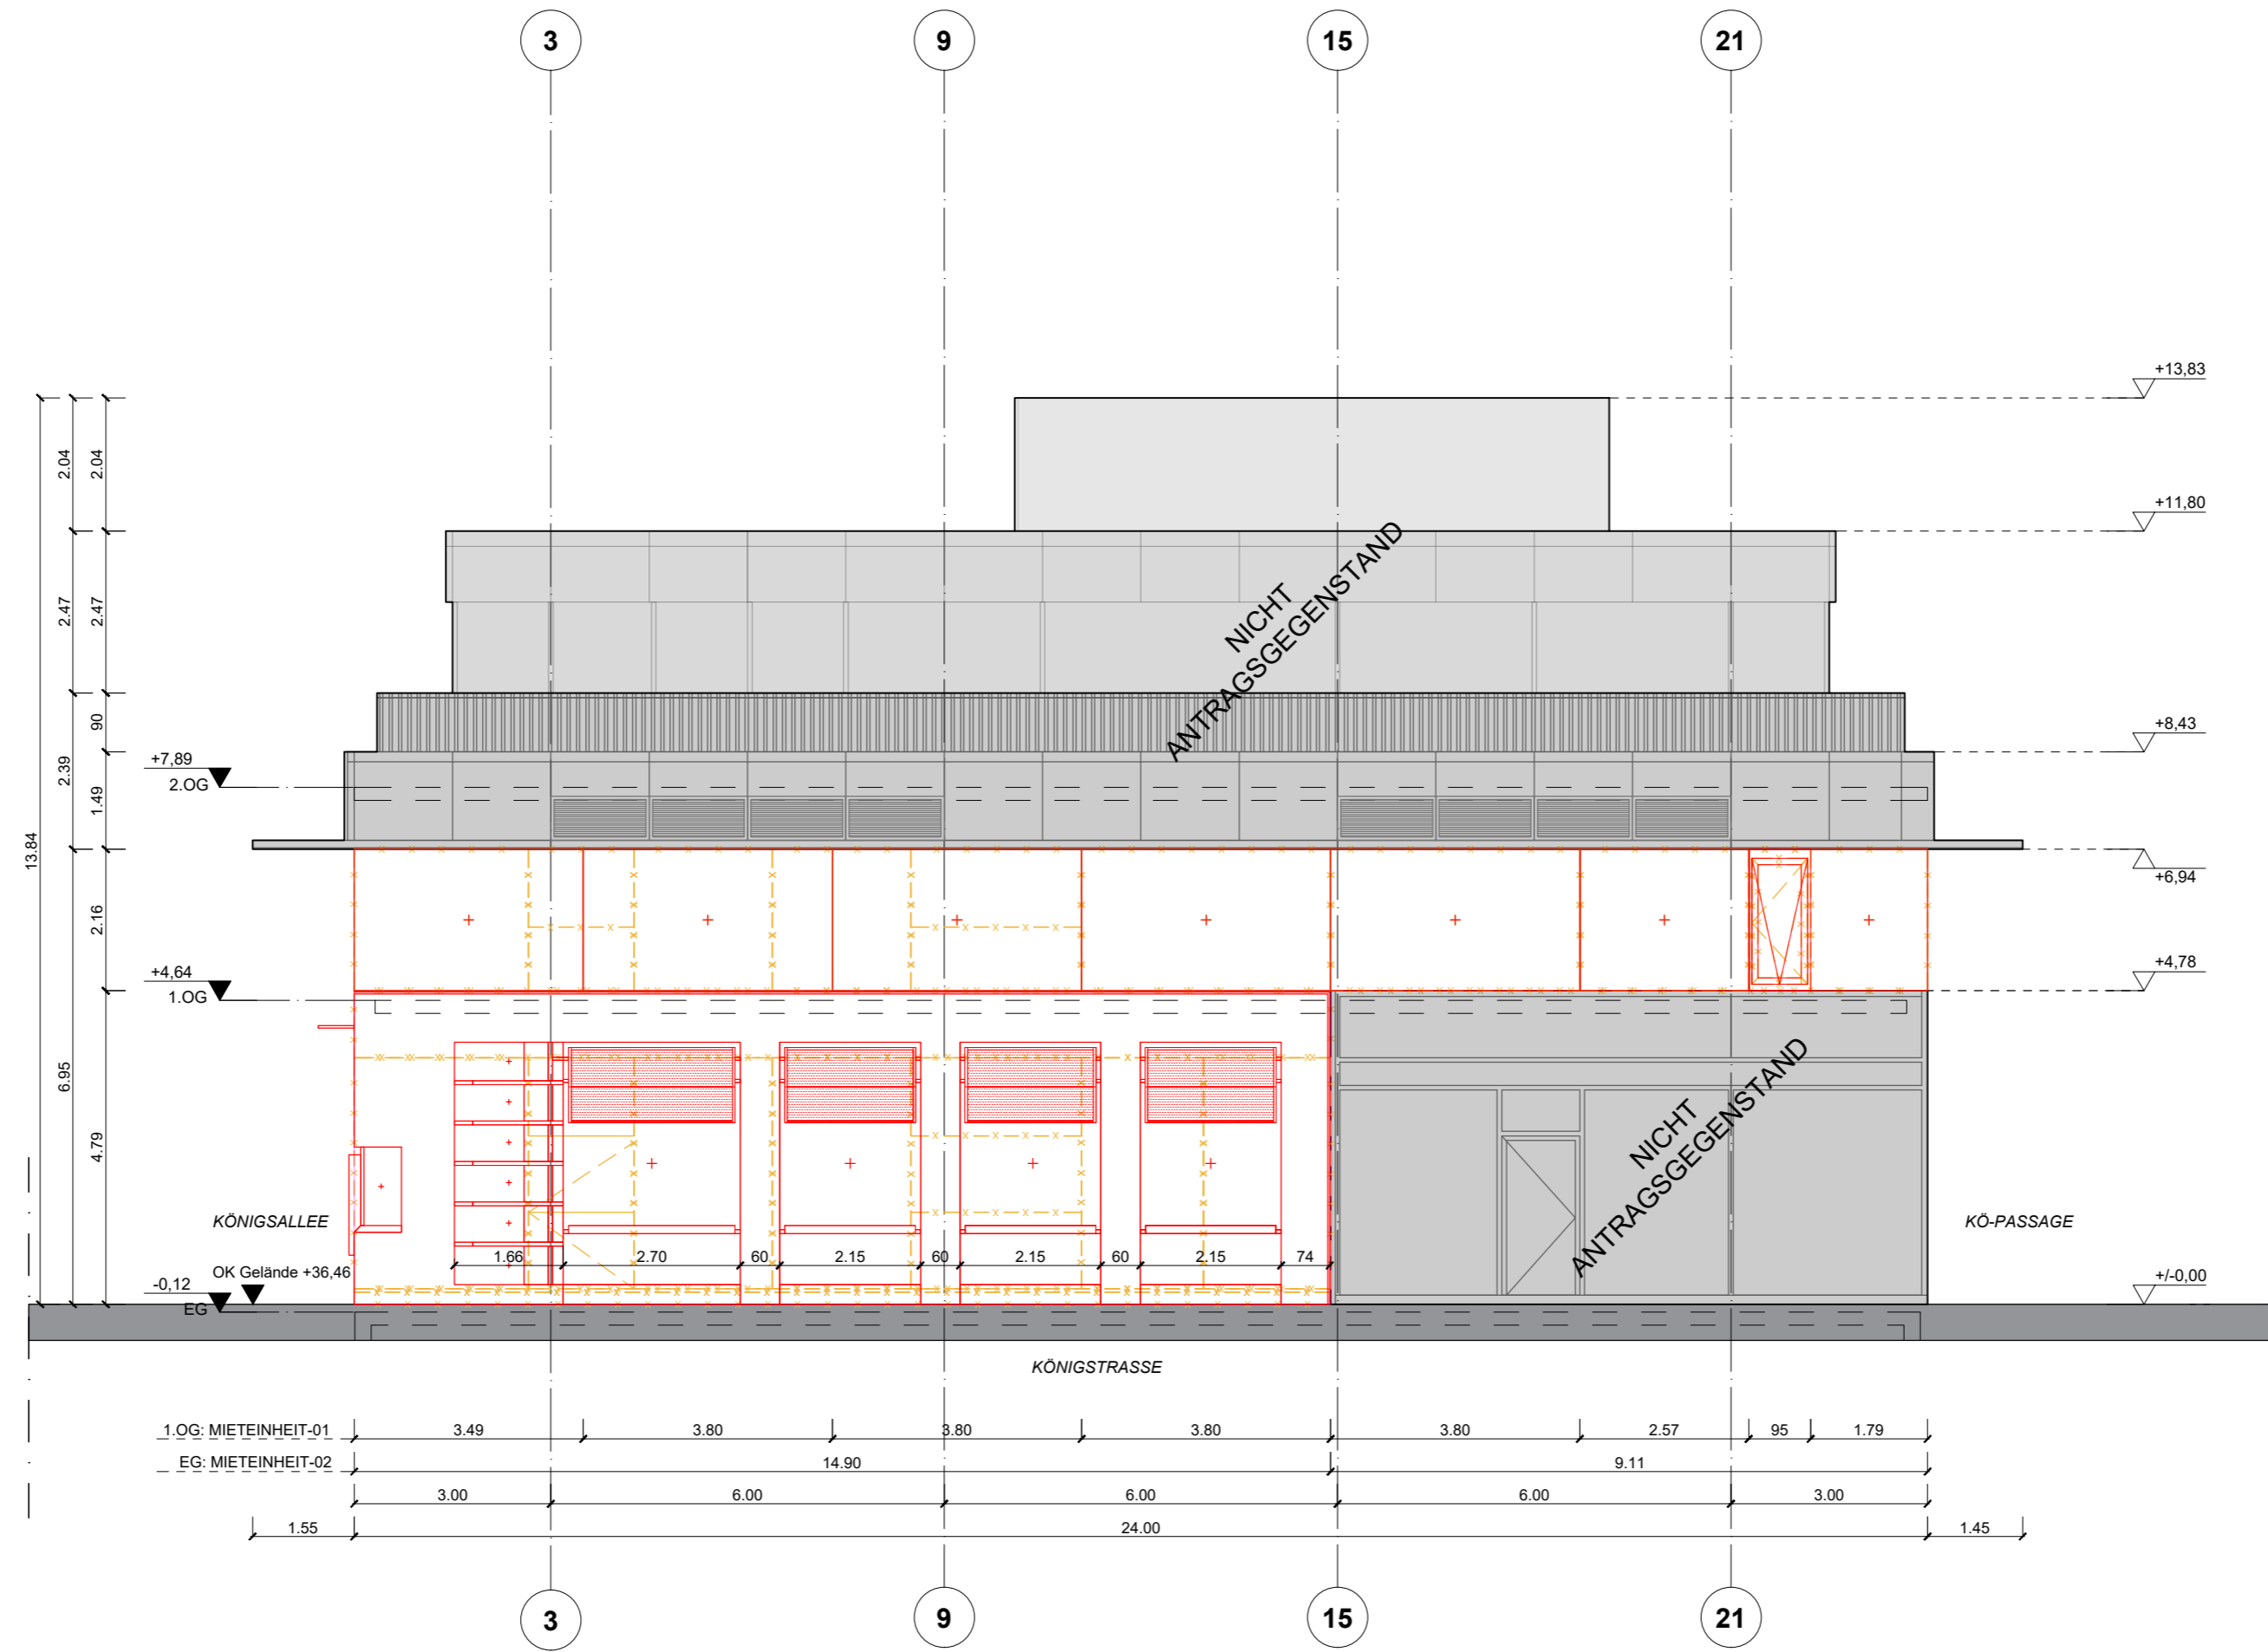 3 9 15 21
+13,83
2.04 2.04
+11,80
NICHT
ANTRAGSGEGENSTAND
2.47 2.47
90
+8,43
+7,89
2.OG
2.39
1.49
13.84
+6,94
2.16
+4,64
1.OG
+4,78
NICHT
ANTRAGSGEGENSTAND
6.95
4.79
KÖNIGSALLEE
KÖ-PASSAGE
1.66 2.70 60 2.15 60 2.15 60 2.15 74
OK Gelände +36,46
-0,12
EG
+/-0,00
KÖNIGSTRASSE
1.OG: MIETEINHEIT-01 3.49 3.80 3.80 3.80 3.80 2.57 95 1.79
EG: MIETEINHEIT-02 14.90 9.11
3.00 6.00 6.00 6.00 3.00
1.55 24.00 1.45
3 9 15 21